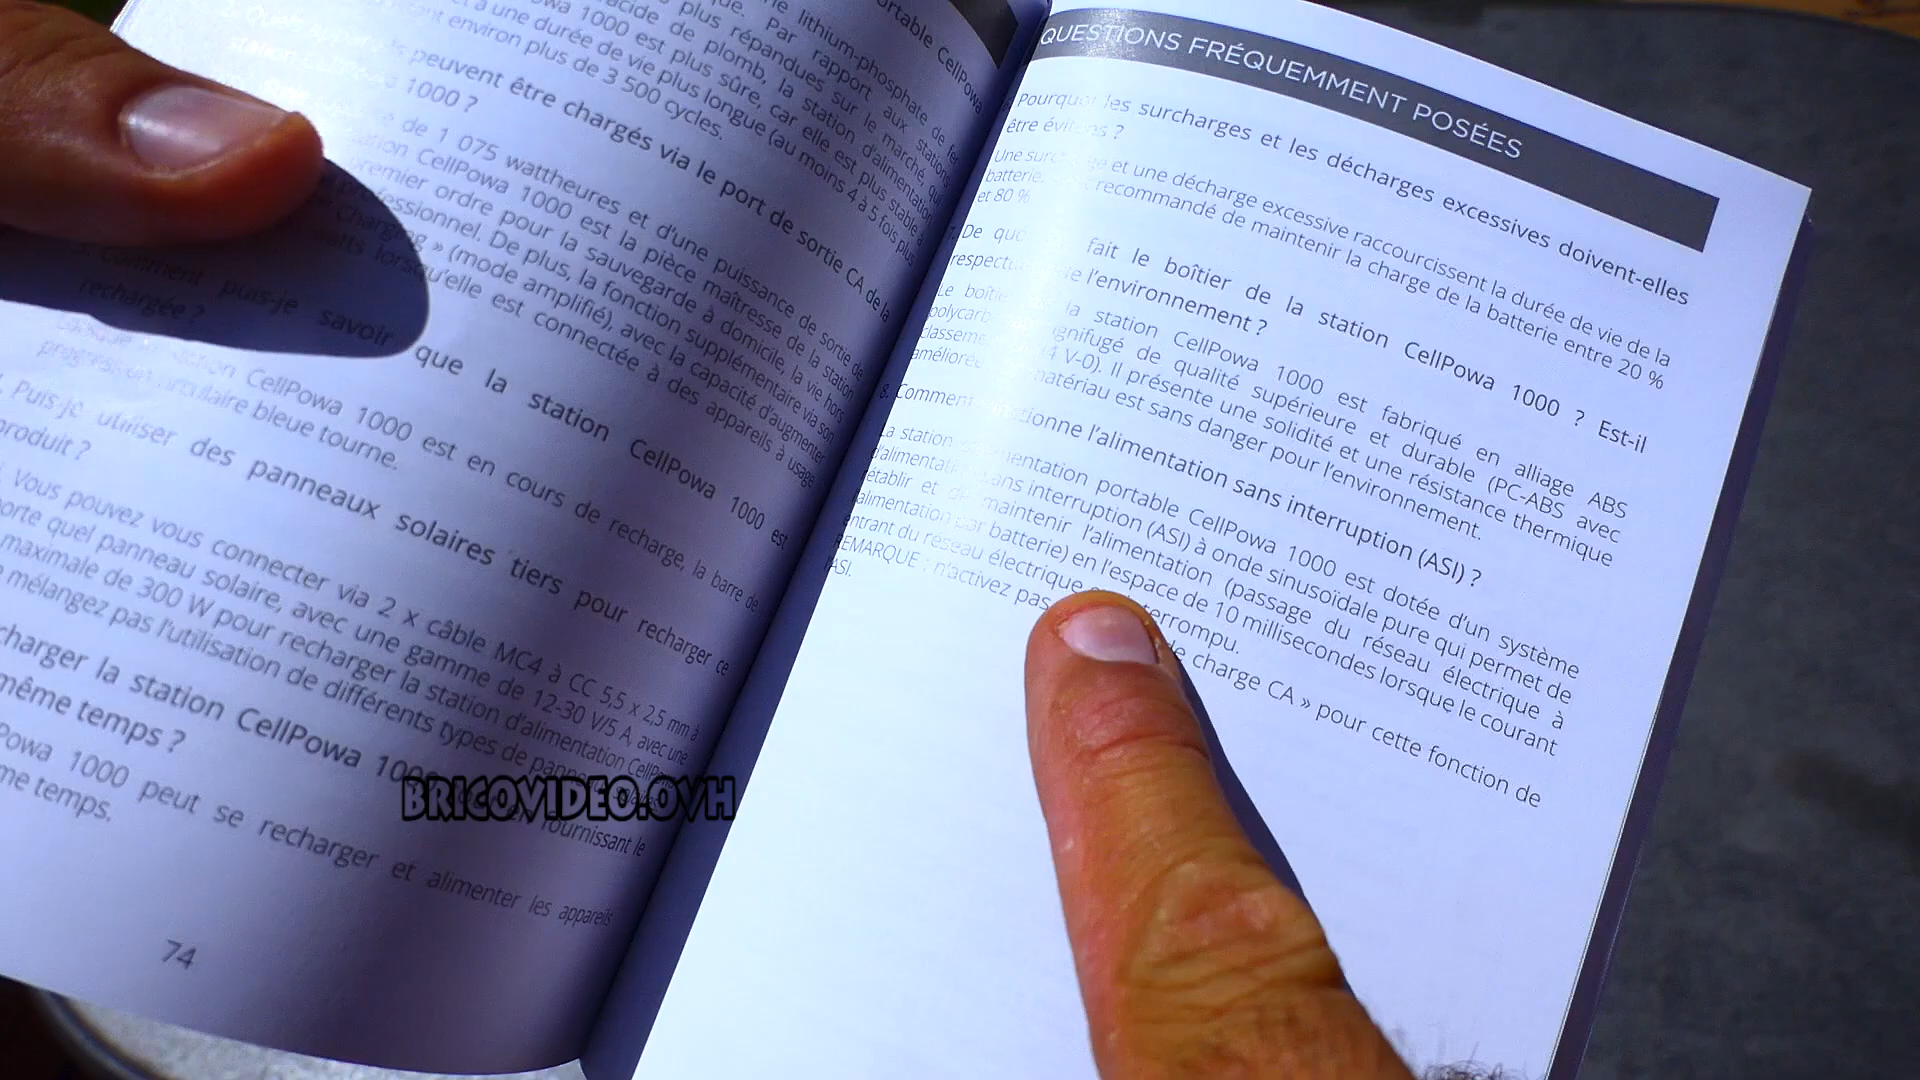 ortable CellPowa
ne lithium-phosphate de fer
que. Par rapport aux stations
plus répandues sur le marché, qui
acide de plomb, la station d'alimentation
1000 est plus sûre, car elle est plus stable à
et a une durée de vie plus longue (au moins 4 à 5 fois plus
environ plus de 3 500 cycles.
peuvent être chargés via le port de sortie CA de la
1000 ?
de 1 075 wattheures et d'une puissance de sortie de
CellPowa 1000 est la pièce maîtresse de la station
premier ordre pour la sauvegarde à domicile, la vie hors
professionnel. De plus, la fonction supplémentaire via son
Charging » (mode amplifié), avec la capacité d'augmenter
watts lorsqu'elle est connectée à des appareils à usage
Comment puis-je savoir que la station CellPowa 1000 est
rechargée ?
CellPowa 1000 est en cours de recharge, la barre de
progression circulaire bleue tourne.
Puis-je utiliser des panneaux solaires tiers pour recharger ce
produit ?
Vous pouvez vous connecter via 2 x câble MC4 à CC 5,5 x 2,5 mm à
porte quel panneau solaire, avec une gamme de 12-30 V/5 A, avec une
maximale de 300 W pour recharger la station d'alimentation CellPowa
mélangez pas l'utilisation de différents types de panneaux
charger la station CellPowa 1000 en fournissant le
même temps ?
Powa 1000 peut se recharger et alimenter les appareils
me temps.
74
BRICOVIDEO.OVH
QUESTIONS FRÉQUEMMENT POSÉES
Pourquoi les surcharges et les décharges excessives doivent-elles
être évitées ?
Une surcharge et une décharge excessive raccourcissent la durée de vie de la
batterie. recommandé de maintenir la charge de la batterie entre 20 %
et 80 %
De quoi fait le boîtier de la station CellPowa 1000 ? Est-il
respectueux de l'environnement ?
Le boîtier la station CellPowa 1000 est fabriqué en alliage ABS
polycarb ignifugé de qualité supérieure et durable (PC-ABS avec
classement V-0). Il présente une solidité et une résistance thermique
améliorées matériau est sans danger pour l'environnement.
8. Comment fonctionne l'alimentation sans interruption (ASI) ?
La station d'alimentation portable CellPowa 1000 est dotée d'un système
d'alimentation sans interruption (ASI) à onde sinusoïdale pure qui permet de
rétablir et de maintenir l'alimentation (passage du réseau électrique à
l'alimentation par batterie) en l'espace de 10 millisecondes lorsque le courant
entrant du réseau électrique interrompu.
REMARQUE : n'activez pas de charge CA » pour cette fonction de
l'ASI.